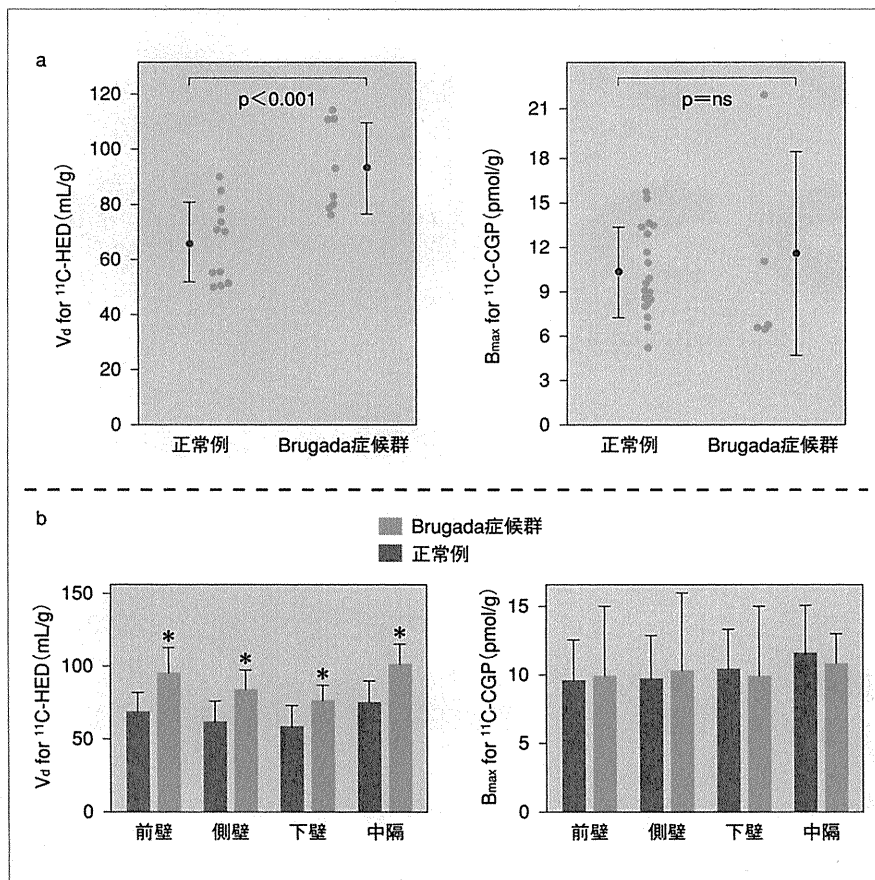 a
120
100
80
60
40
20
0
Vd for ¹¹C-HED(mL/g)
p<0.001
正常例
Brugada症候群
21
18
15
12
9
6
3
0
Bmax for ¹¹C-CGP(pmol/g)
p=ns
正常例
Brugada症候群
b
Brugada症候群
正常例
150
100
50
0
Vd for ¹¹C-HED(mL/g)
*
*
*
*
前壁
側壁
下壁
中隔
15
10
5
0
Bmax for ¹¹C-CGP(pmol/g)
前壁
側壁
下壁
中隔